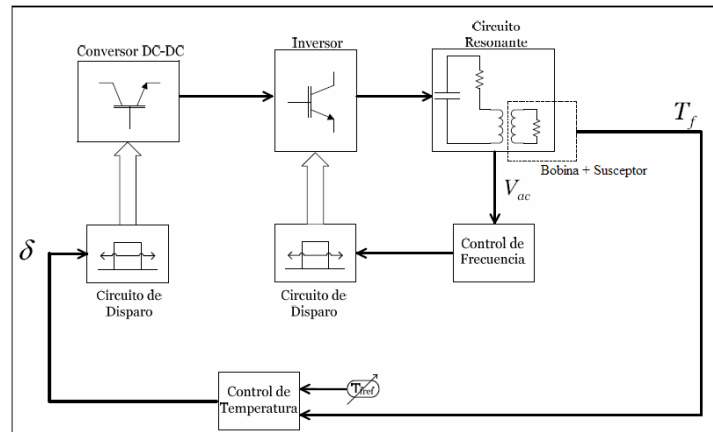 Circuito
Resonante
Conversor DC-DC
Inversor
T_f
Bobina + Susceptor
V_ac
δ
Control de
Frecuencia
Circuito de
Disparo
Circuito de
Disparo
Control de
Temperatura
T_fref